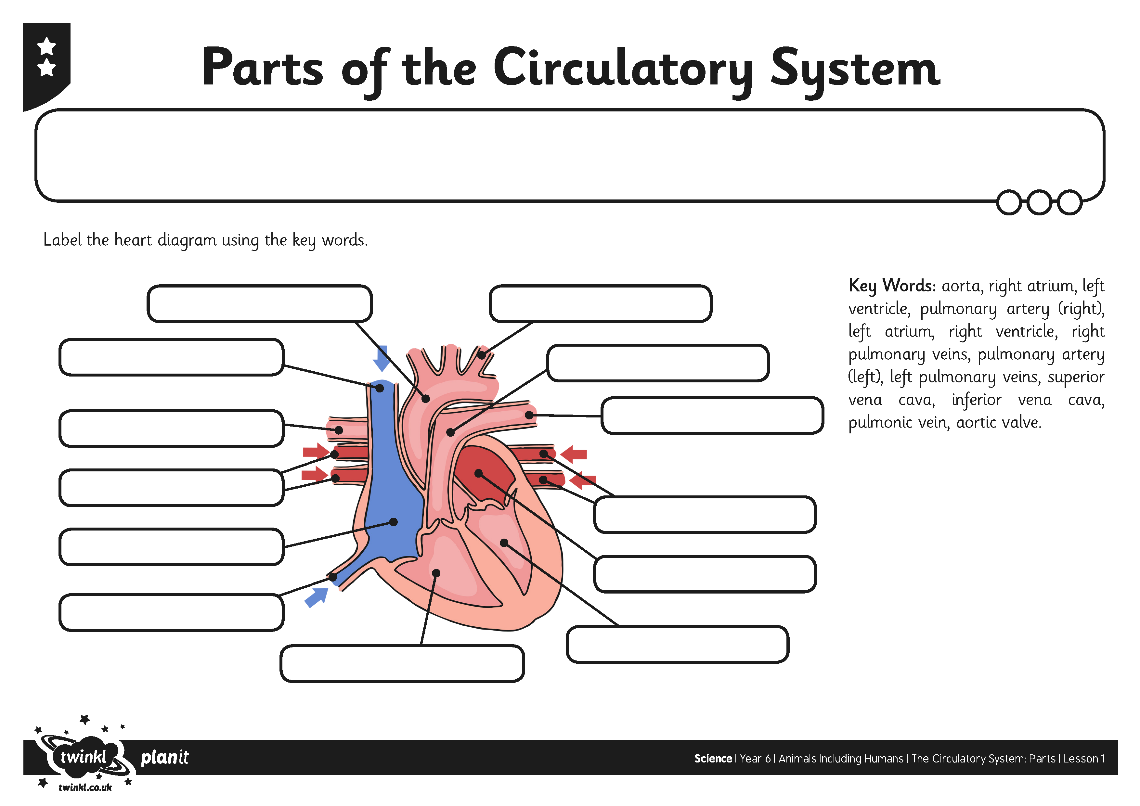 Parts of the Circulatory System
Label the heart diagram using the key words.
Key Words: aorta, right atrium, left
ventricle, pulmonary artery (right),
left atrium, right ventricle, right
pulmonary veins, pulmonary artery
(left), left pulmonary veins, superior
vena cava, inferior vena cava,
pulmonic vein, aortic valve.
twinkl
planit
twinkl.co.uk
Science | Year 6 | Animals Including Humans | The Circulatory System: Parts | Lesson 1